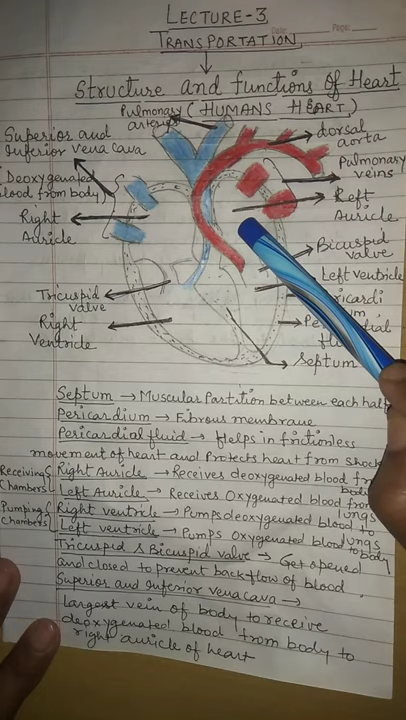 LECTURE-3
Date
Page:
TRANSPORTATION
Structure and functions of Heart
(HUMANS HEART)
Pulmonary
arteries
dorsal
aorta
Superior and
Inferior vena cava
Pulmonary
veins
(Deoxygenated
blood from body)
Left
Auricle
Right
Auricle
Bicuspid
valve
Left ventricle
Tricuspid
valve
Right
Ventricle
Septum
Septum → Muscular Partition between each half
Pericardium → Fibrous membrane
Pericardial fluid → Helps in frictionless
movement of heart and Protects heart from shock
Receiving
Chambers
Right Auricle → Receives deoxygenated blood
body
Left Auricle → Receives Oxygenated blood from
lungs
Pumping
Chambers
Right ventricle → Pumps deoxygenated blood to
lungs
Left ventricle → Pumps Oxygenated blood to body
Tricuspid & Bicuspid valve → Get opened
and closed to prevent backflow of blood
Superior and Inferior venacava →
Largest vein of body to receive
deoxygenated blood from body to
right auricle of heart